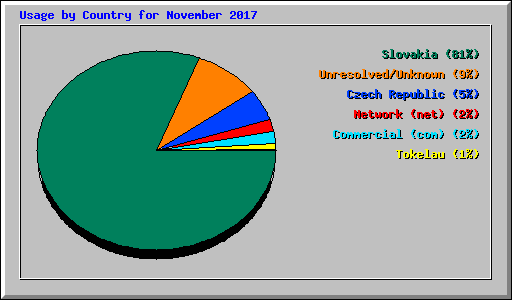 Usage by Country for November 2017
Slovakia (81%)
Unresolved/Unknown (9%)
Czech Republic (5%)
Network (net) (2%)
Commercial (com) (2%)
Tokelau (1%)